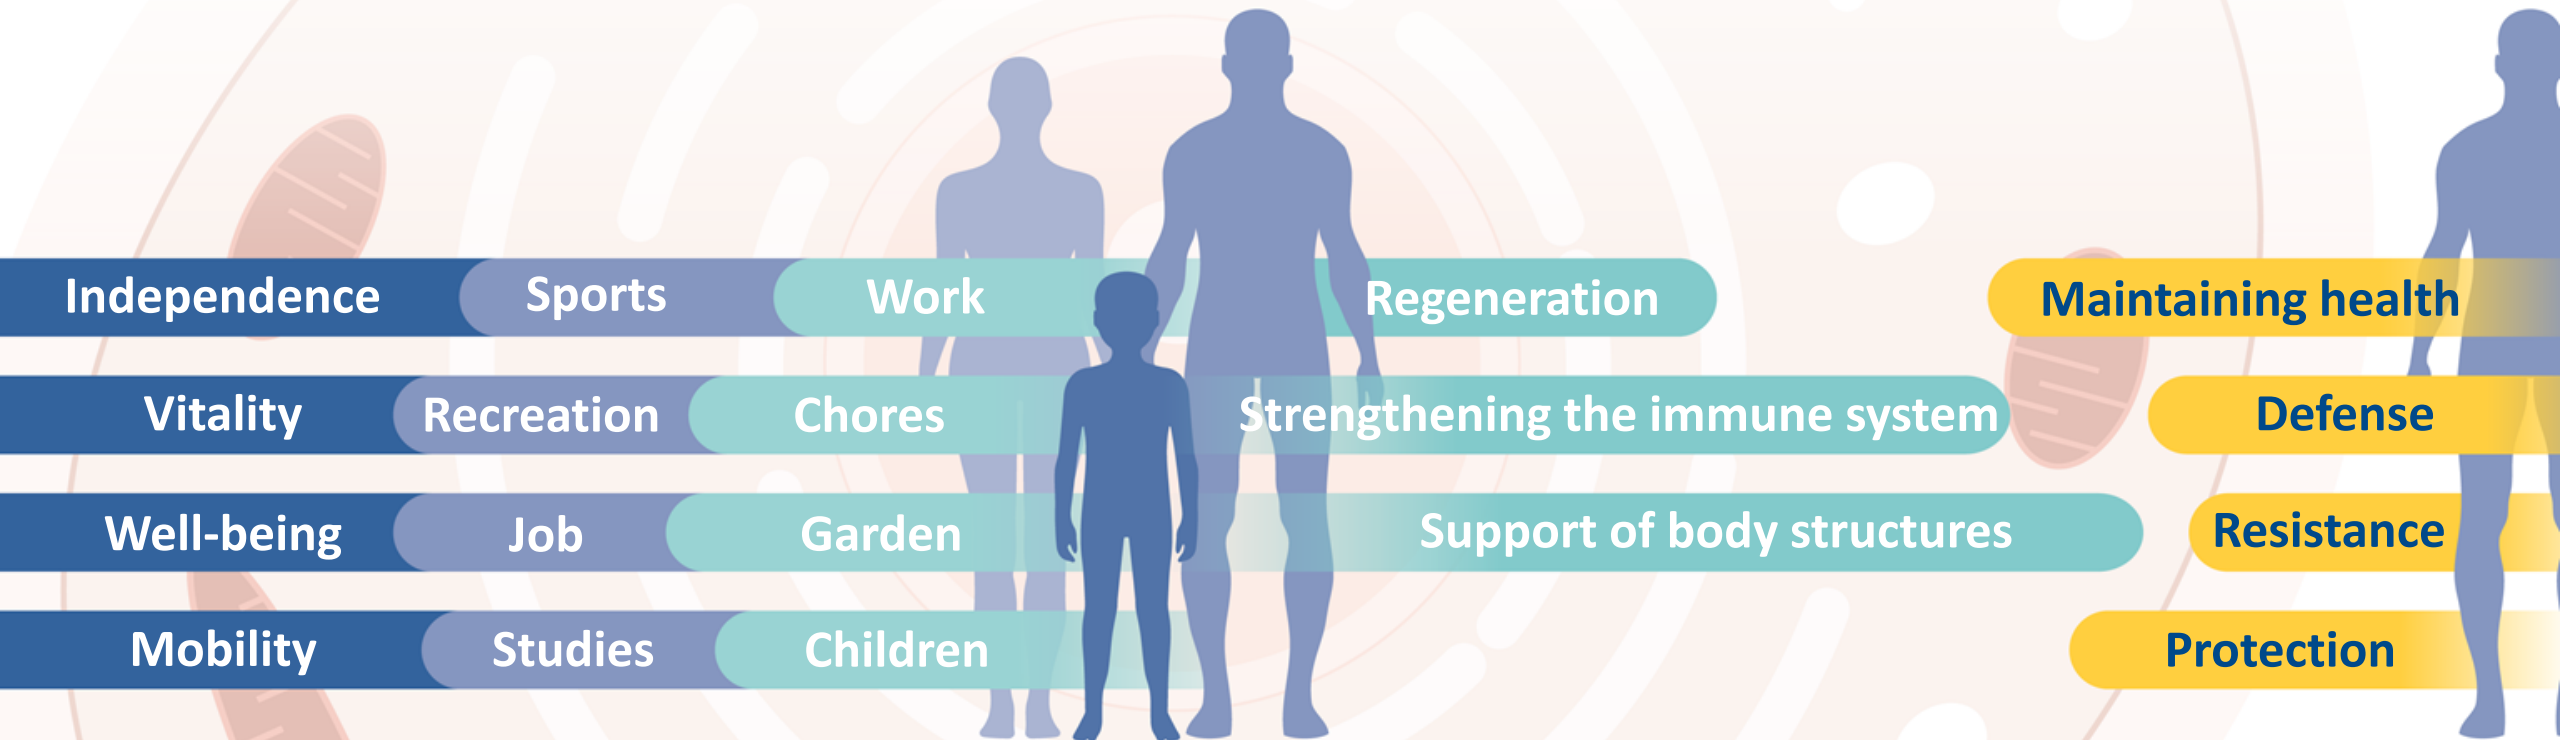 Independence Sports Work Regeneration Maintaining health
Vitality Recreation Chores Strengthening the immune system Defense
Well-being Job Garden Support of body structures Resistance
Mobility Studies Children Protection